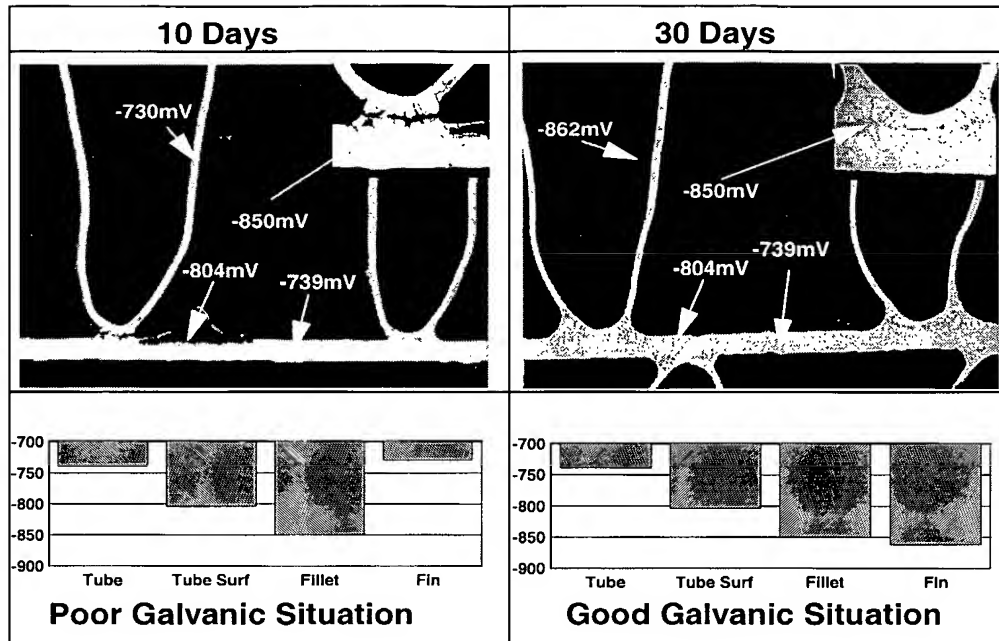 10 Days
-730mV
-850mV
-804mV
-739mV
-700
-750
-800
-850
-900
Tube Tube Surf Fillet Fin
Poor Galvanic Situation
30 Days
-862mV
-850mV
-739mV
-804mV
-700
-750
-800
-850
-900
Tube Tube Surf Fillet Fin
Good Galvanic Situation